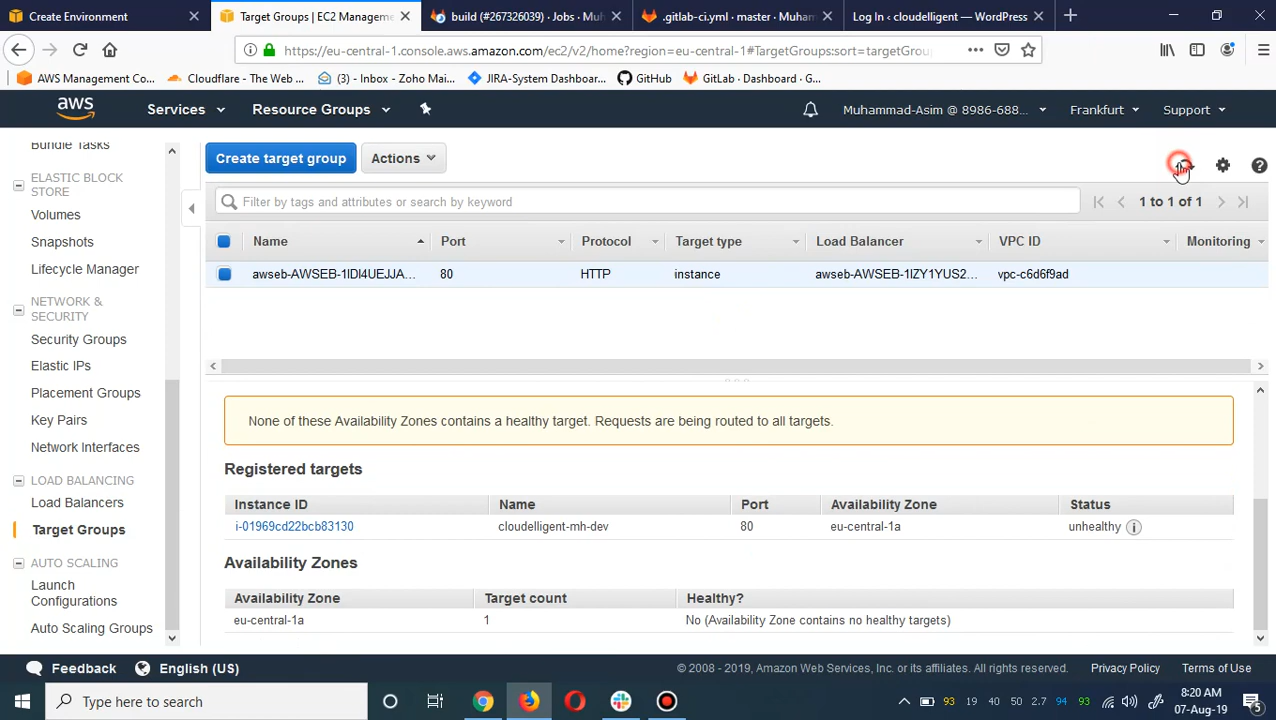 Create Environment
Target Groups | EC2 Manageme
build (#267326039) · Jobs · Muh
.gitlab-ci.yml · master · Muham
Log In ‹ cloudelligent — WordPress
https://eu-central-1.console.aws.amazon.com/ec2/v2/home?region=eu-central-1#TargetGroups:sort=targetGrou
AWS Management Co...
Cloudflare - The Web ...
(3) - Inbox - Zoho Mai...
JIRA-System Dashboar...
GitHub
GitLab · Dashboard · G...
aws
Services
Resource Groups
Muhammad-Asim @ 8986-688...
Frankfurt
Support
Bundle Tasks
ELASTIC BLOCK
STORE
Volumes
Snapshots
Lifecycle Manager
NETWORK &
SECURITY
Security Groups
Elastic IPs
Placement Groups
Key Pairs
Network Interfaces
LOAD BALANCING
Load Balancers
Target Groups
AUTO SCALING
Launch
Configurations
Auto Scaling Groups
Create target group
Actions
Filter by tags and attributes or search by keyword
1 to 1 of 1
Name Port Protocol Target type Load Balancer VPC ID Monitoring
awseb-AWSEB-1IDI4UEJJA... 80 HTTP instance awseb-AWSEB-1IZY1YUS2... vpc-c6d6f9ad
None of these Availability Zones contains a healthy target. Requests are being routed to all targets.
Registered targets
Instance ID Name Port Availability Zone Status
i-01969cd22bcb83130 cloudelligent-mh-dev 80 eu-central-1a unhealthy
Availability Zones
Availability Zone Target count Healthy?
eu-central-1a 1 No (Availability Zone contains no healthy targets)
Feedback
English (US)
© 2008 - 2019, Amazon Web Services, Inc. or its affiliates. All rights reserved.
Privacy Policy
Terms of Use
Type here to search
93 19 40 50 2.7 94 93
8:20 AM
07-Aug-19
5